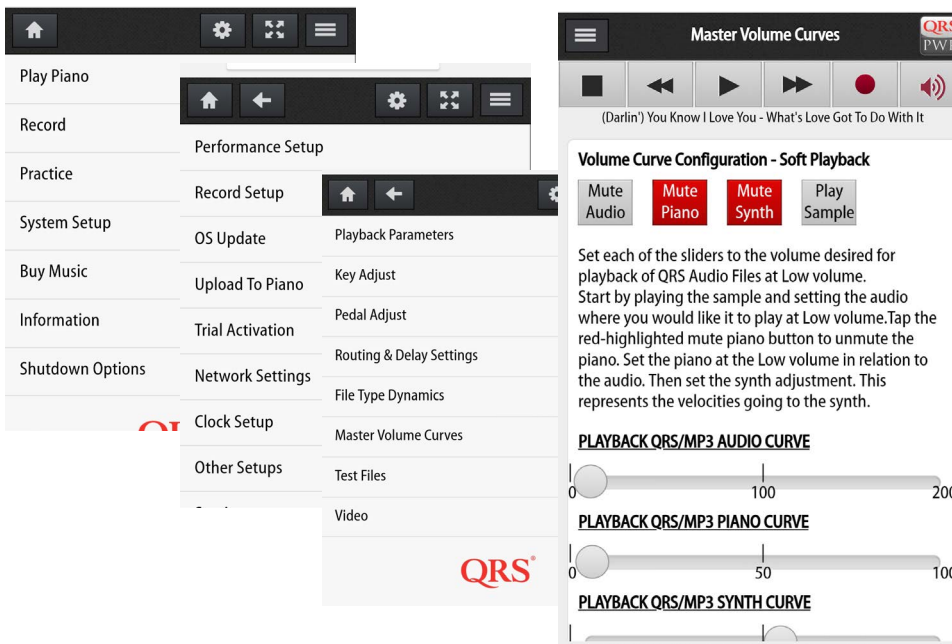 Play Piano
Record
Practice
System Setup
Buy Music
Information
Shutdown Options
Performance Setup
Record Setup
OS Update
Upload To Piano
Trial Activation
Network Settings
Clock Setup
Other Setups
Playback Parameters
Key Adjust
Pedal Adjust
Routing & Delay Settings
File Type Dynamics
Master Volume Curves
Test Files
Video
QRS
Master Volume Curves
QRS
(Darlin') You Know I Love You - What's Love Got To Do With It
Volume Curve Configuration - Soft Playback
Mute Audio
Mute Piano
Mute Synth
Play Sample
Set each of the sliders to the volume desired for
playback of QRS Audio Files at Low volume.
Start by playing the sample and setting the audio
where you would like it to play at Low volume.Tap the
red-highlighted mute piano button to unmute the
piano. Set the piano at the Low volume in relation to
the audio. Then set the synth adjustment. This
represents the velocities going to the synth.
PLAYBACK QRS/MP3 AUDIO CURVE
0 100 200
PLAYBACK QRS/MP3 PIANO CURVE
0 50 100
PLAYBACK QRS/MP3 SYNTH CURVE